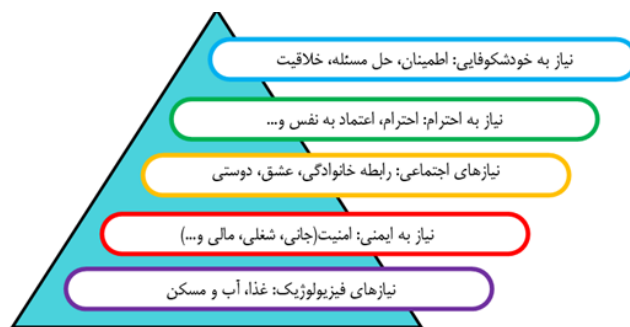 نیاز به خودشکوفایی: اطمینان، حل مسئله، خلاقیت
نیاز به احترام: احترام، اعتماد به نفس و...
نیازهای اجتماعی: رابطه خانوادگی، عشق، دوستی
نیاز به ایمنی: امنیت(جانی، شغلی، مالی و...)
نیازهای فیزیولوژیک: غذا، آب و مسکن